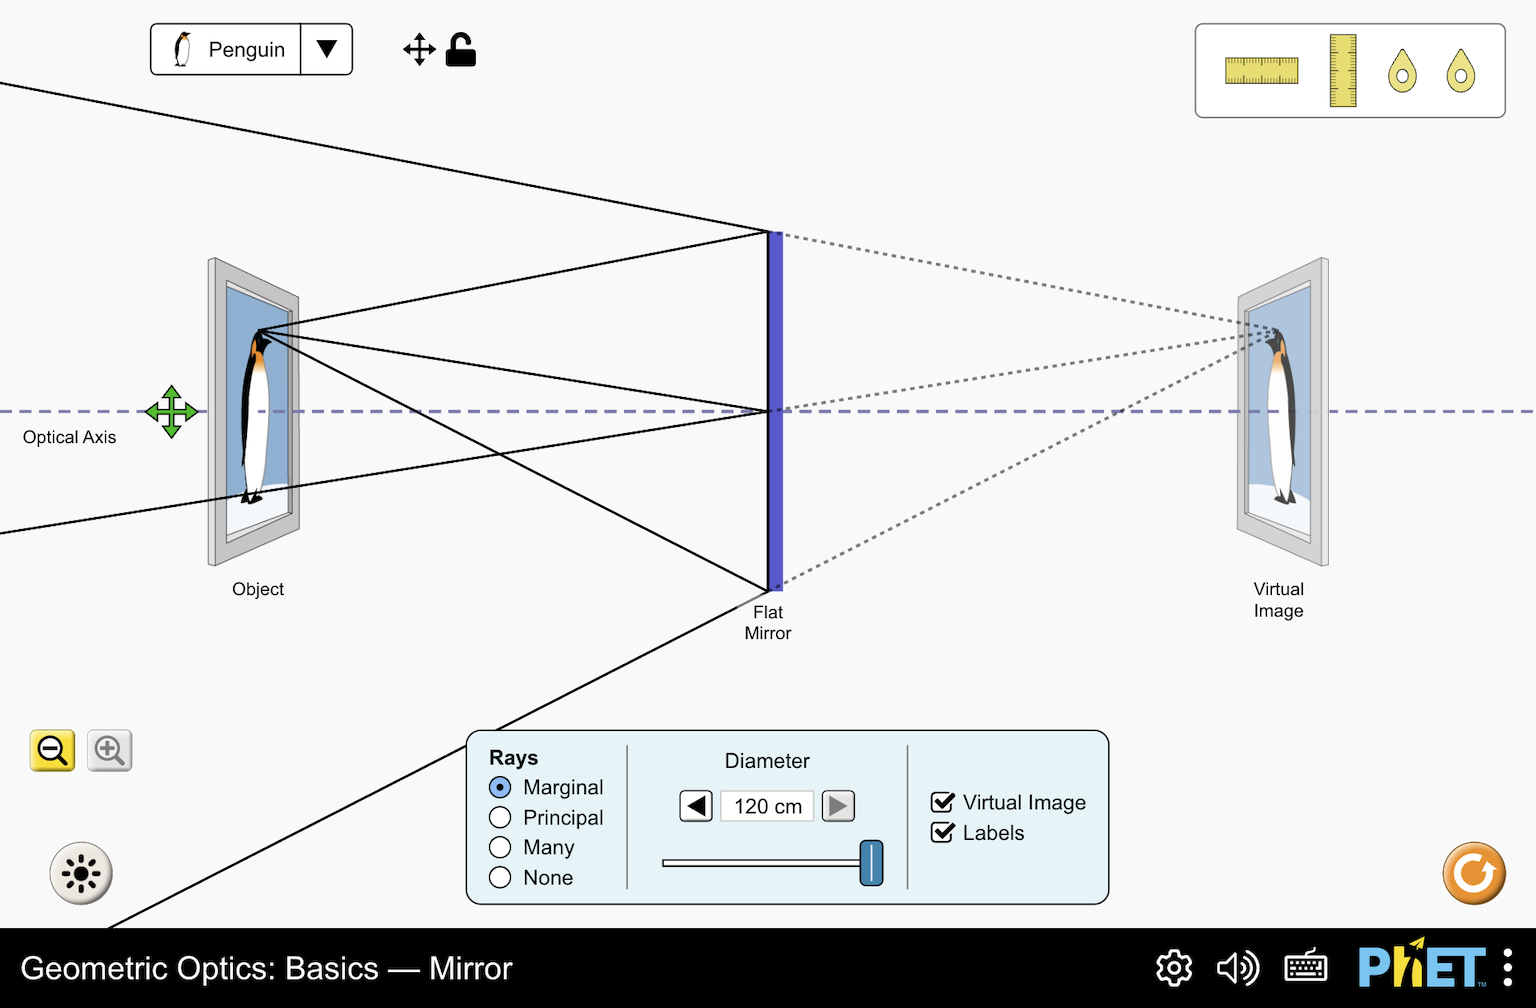 Penguin
Optical Axis
Object
Flat
Mirror
Virtual
Image
Rays
Marginal
Principal
Many
None
Diameter
120 cm
Virtual Image
Labels
Geometric Optics: Basics — Mirror
PhET™